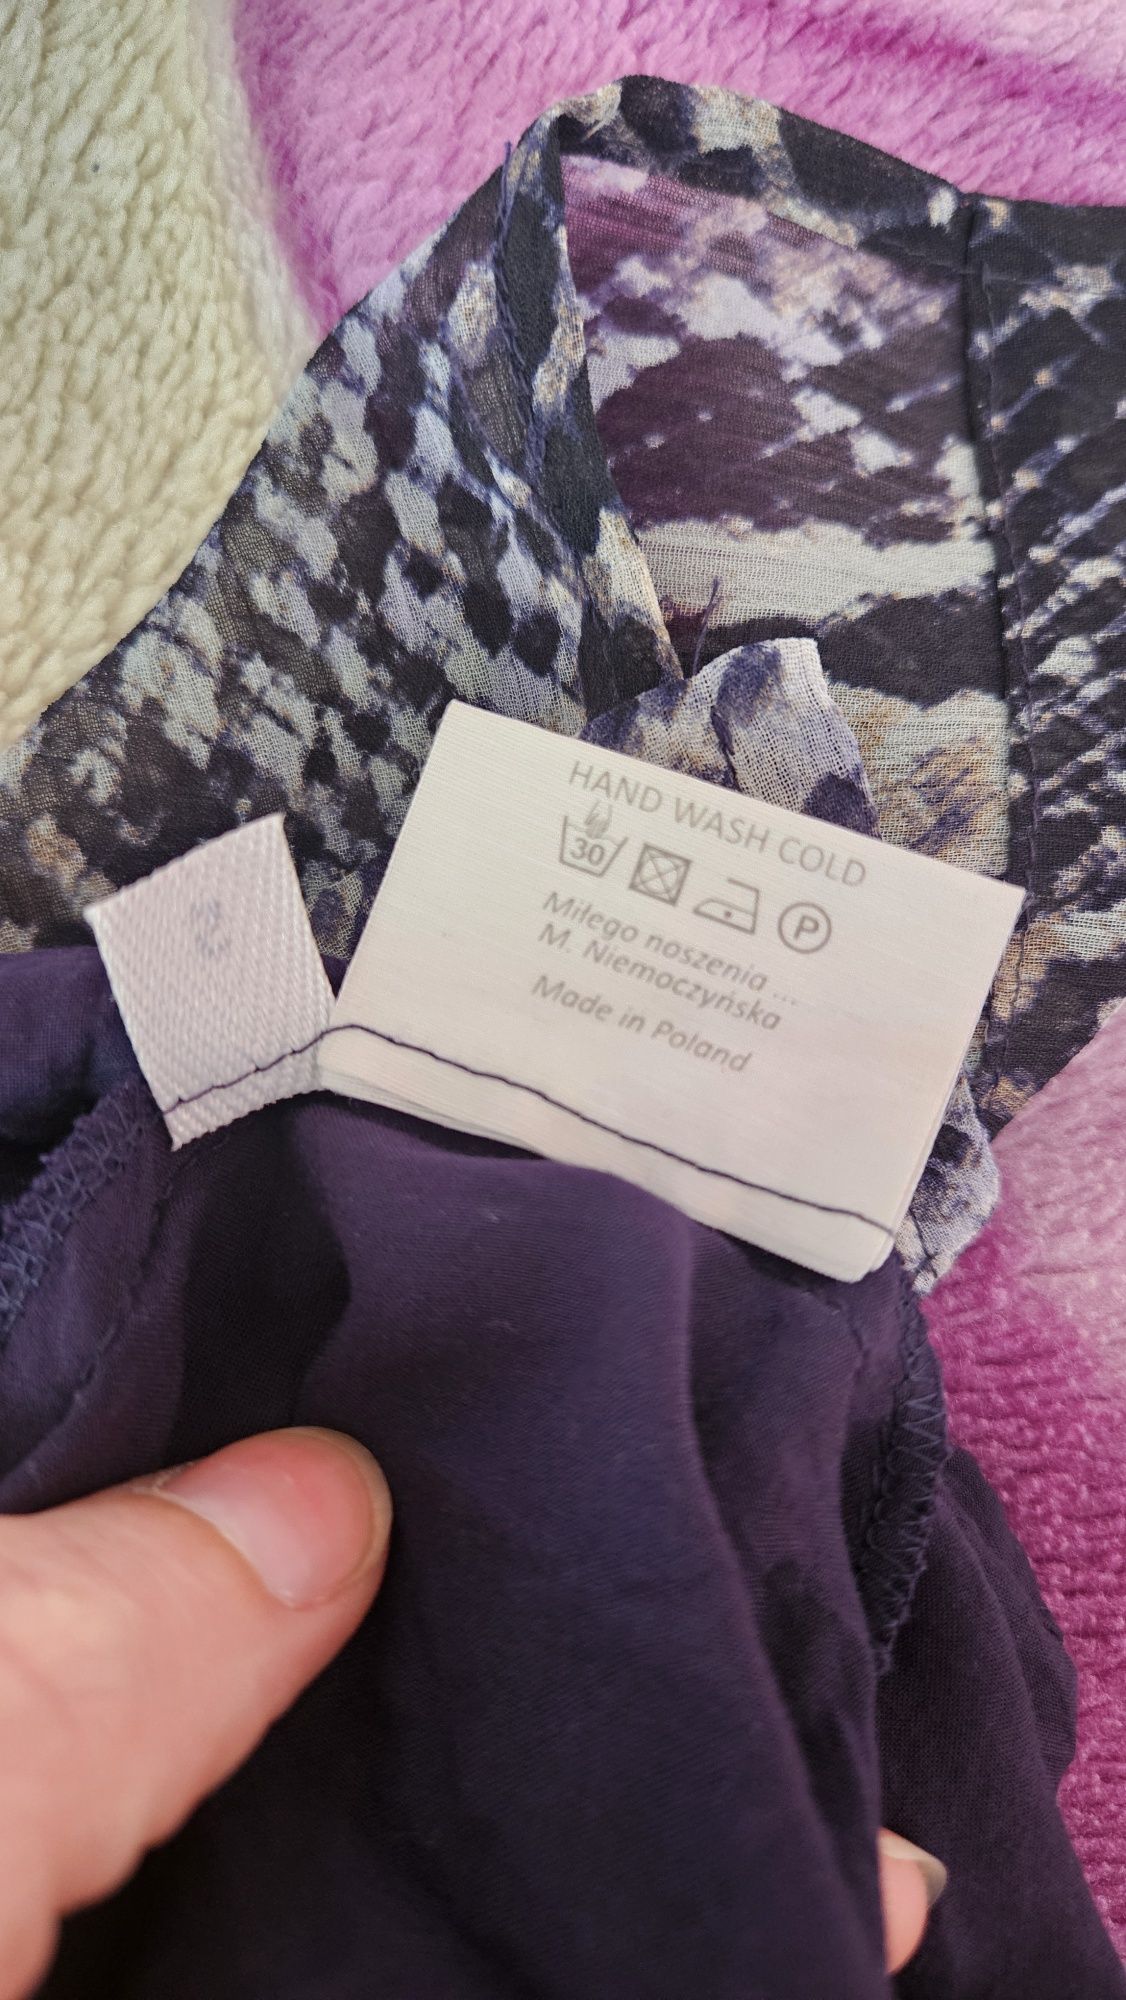 HAND WASH COLD
30 P
Miłego noszenia ...
M. Niemoczyńska
Made in Poland